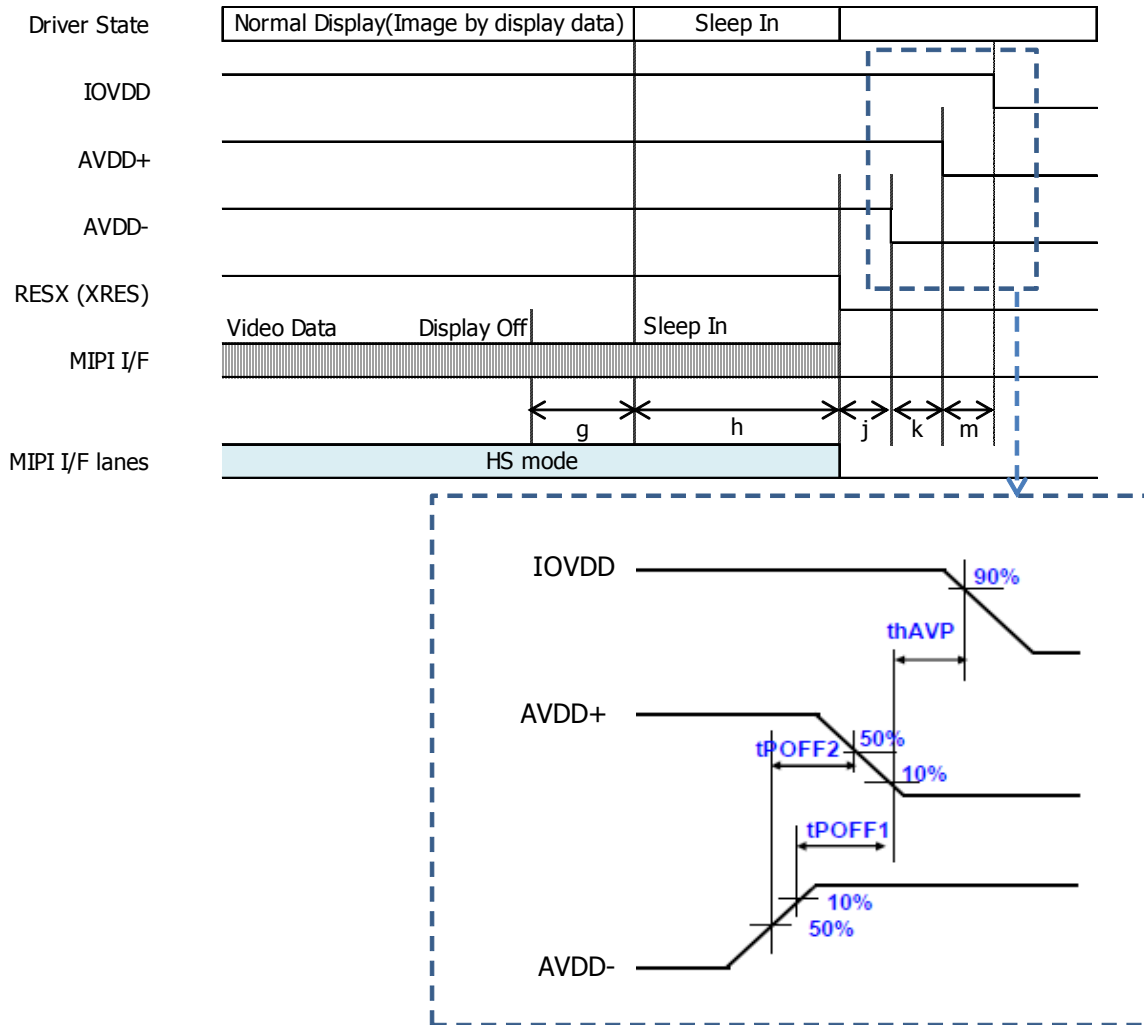 Driver State Normal Display(Image by display data) Sleep In
IOVDD
AVDD+
AVDD-
RESX (XRES)
Video Data Display Off Sleep In
MIPI I/F
g h j k m
MIPI I/F lanes HS mode
IOVDD
90%
thAVP
AVDD+
tPOFF2 50%
10%
tPOFF1
10%
50%
AVDD-